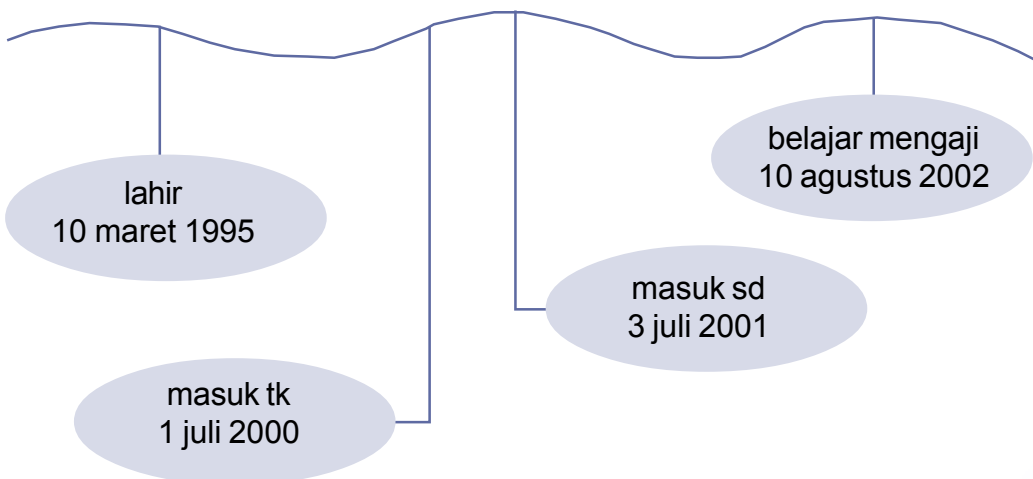 lahir
10 maret 1995
masuk tk
1 juli 2000
masuk sd
3 juli 2001
belajar mengaji
10 agustus 2002